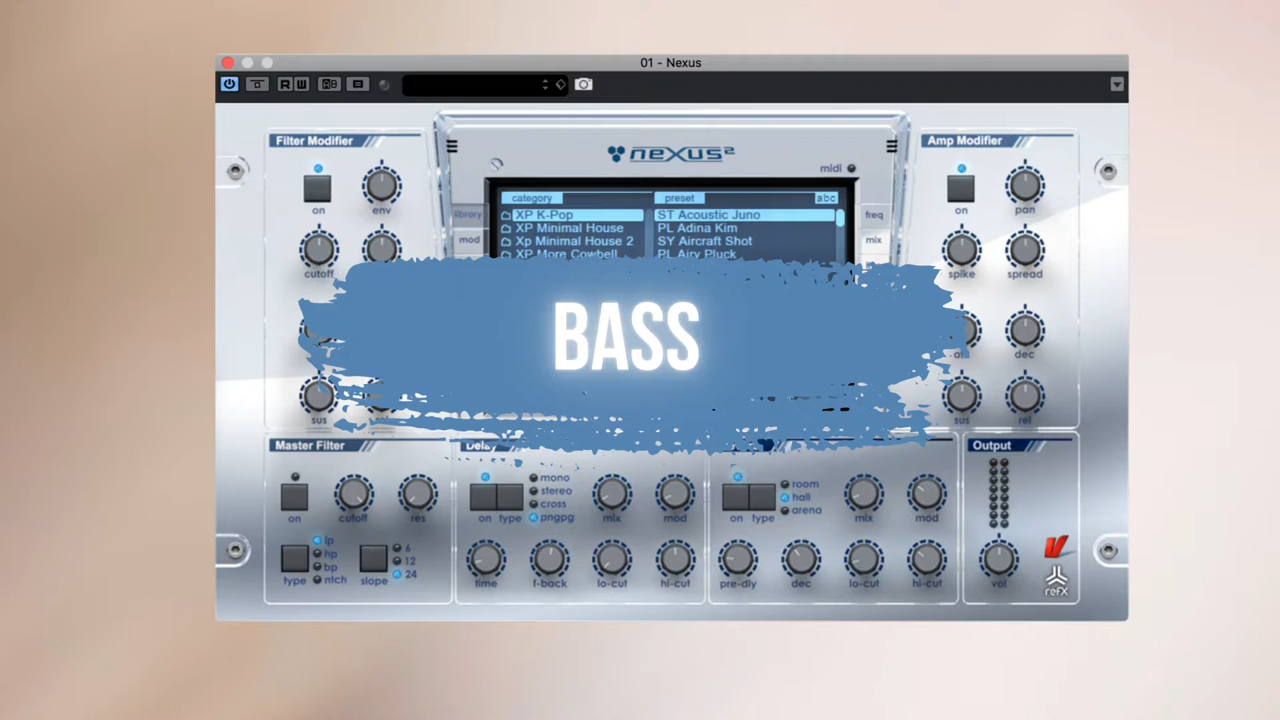 01 - Nexus
R W
Filter Modifier
on
env
cutoff
sus
nexus2
midi
library
mod
category
preset
abc
XP K-Pop
XP Minimal House
Xp Minimal House 2
XP More Cowbell
ST Acoustic Juno
PL Adina Kim
SY Aircraft Shot
PL Airy Pluck
freq
mix
Amp Modifier
on
pan
spike
spread
dec
sus
rel
BASS
Master Filter
on
cutoff
res
type
lp
hp
bp
ntch
slope
6
12
24
Delay
on
type
mono
stereo
cross
pngpg
mix
mod
time
f-back
lo-cut
hi-cut
on
type
room
hall
arena
mix
mod
pre-dly
dec
lo-cut
hi-cut
Output
vol
V
refX